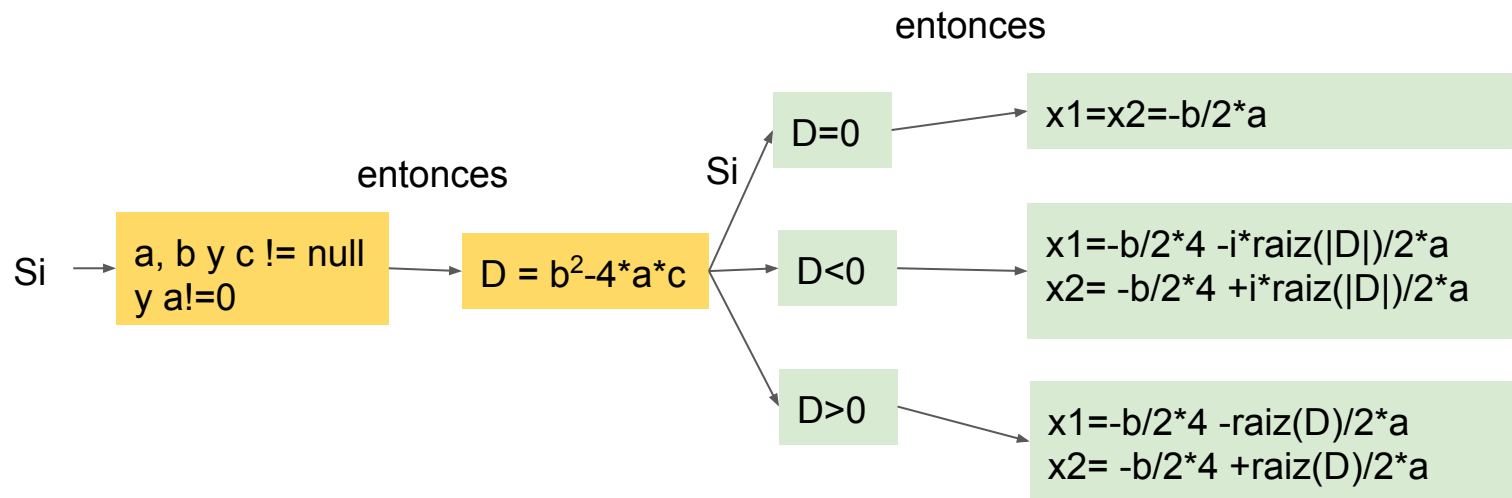 entonces
D=0
x1=x2=-b/2*a
entonces
Si
Si
a, b y c != null
y a!=0
D = b²-4*a*c
D<0
x1=-b/2*4 -i*raiz(|D|)/2*a
x2= -b/2*4 +i*raiz(|D|)/2*a
D>0
x1=-b/2*4 -raiz(D)/2*a
x2= -b/2*4 +raiz(D)/2*a